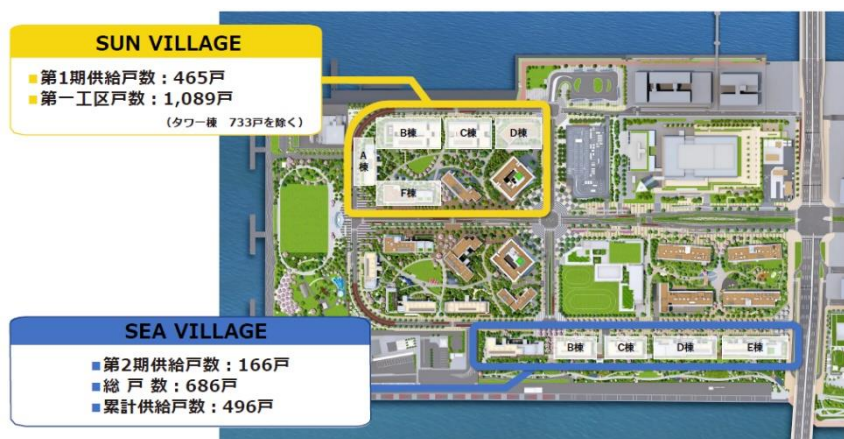 SUN VILLAGE
■第1期供給戸数：465戸
■第一工区戸数：1,089戸
（タワー棟　733戸を除く）
B棟
C棟
D棟
A棟
F棟
SEA VILLAGE
■第2期供給戸数：166戸
■総 戸 数：686戸
■累計供給戸数：496戸
B棟
C棟
D棟
E棟